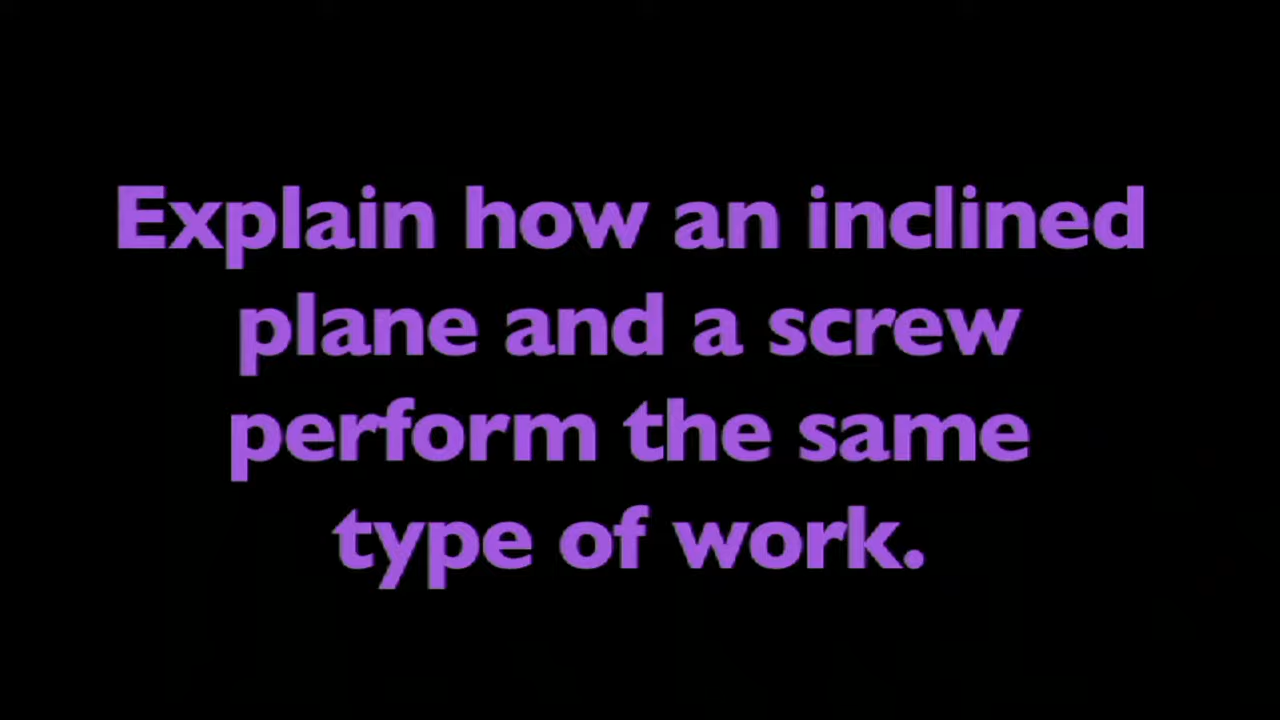 Explain how an inclined
plane and a screw
perform the same
type of work.